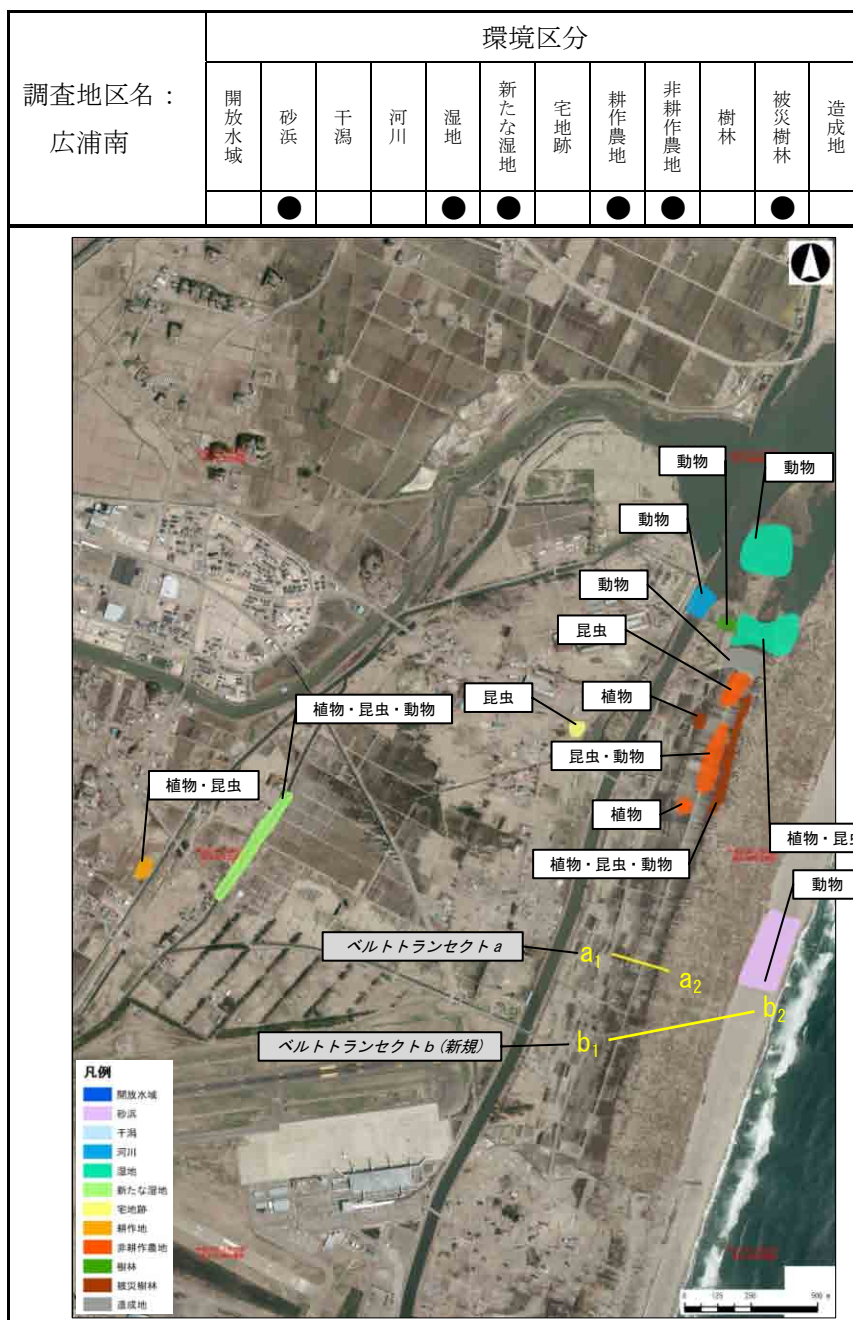 環境区分
調査地区名：
広浦南
開放水域
砂浜
干潟
河川
湿地
新たな湿地
宅地跡
耕作農地
非耕作農地
樹林
被災樹林
造成地
● ● ● ● ● ●
動物
動物
動物
動物
昆虫
植物・昆虫・動物
昆虫
植物
昆虫・動物
植物・昆虫
植物
植物・昆虫・動物
植物・昆虫
動物
ベルトトランセクトa
a1
a2
b2
ベルトトランセクトb(新規)
b1
凡例
開放水域
砂浜
干潟
河川
湿地
新たな湿地
宅地跡
耕作地
非耕作農地
樹林
被災樹林
造成地
0 125 250 500 m